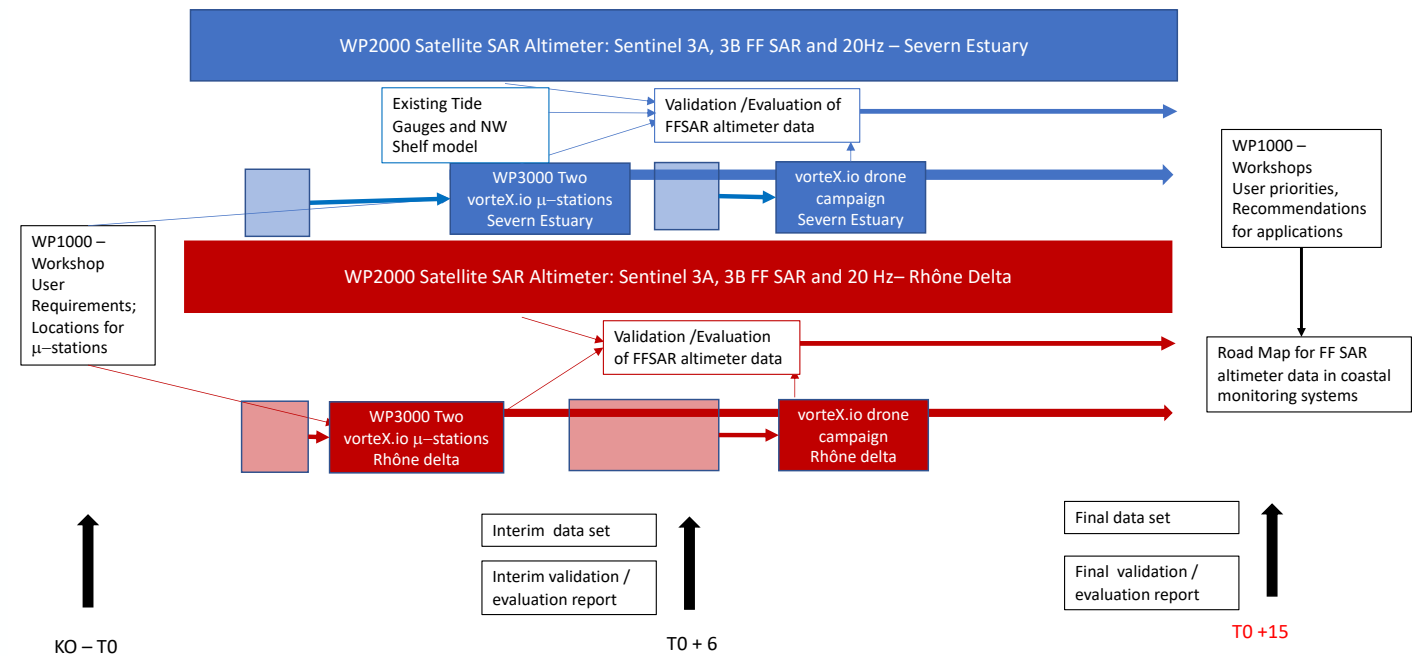 WP2000 Satellite SAR Altimeter: Sentinel 3A, 3B FF SAR and 20Hz – Severn Estuary
Existing Tide
Gauges and NW
Shelf model
Validation /Evaluation of
FFSAR altimeter data
WP3000 Two
vorteX.io μ−stations
Severn Estuary
vorteX.io drone
campaign
Severn Estuary
WP1000 –
Workshops
User priorities,
Recommendations
for applications
WP1000 –
Workshop
User
Requirements;
Locations for
μ−stations
WP2000 Satellite SAR Altimeter: Sentinel 3A, 3B FF SAR and 20 Hz– Rhône Delta
Validation /Evaluation
of FFSAR altimeter data
Road Map for FF SAR
altimeter data in coastal
monitoring systems
WP3000 Two
vorteX.io μ−stations
Rhône delta
vorteX.io drone
campaign
Rhône delta
Interim data set
Interim validation /
evaluation report
Final data set
Final validation /
evaluation report
KO – T0
T0 + 6
T0 +15